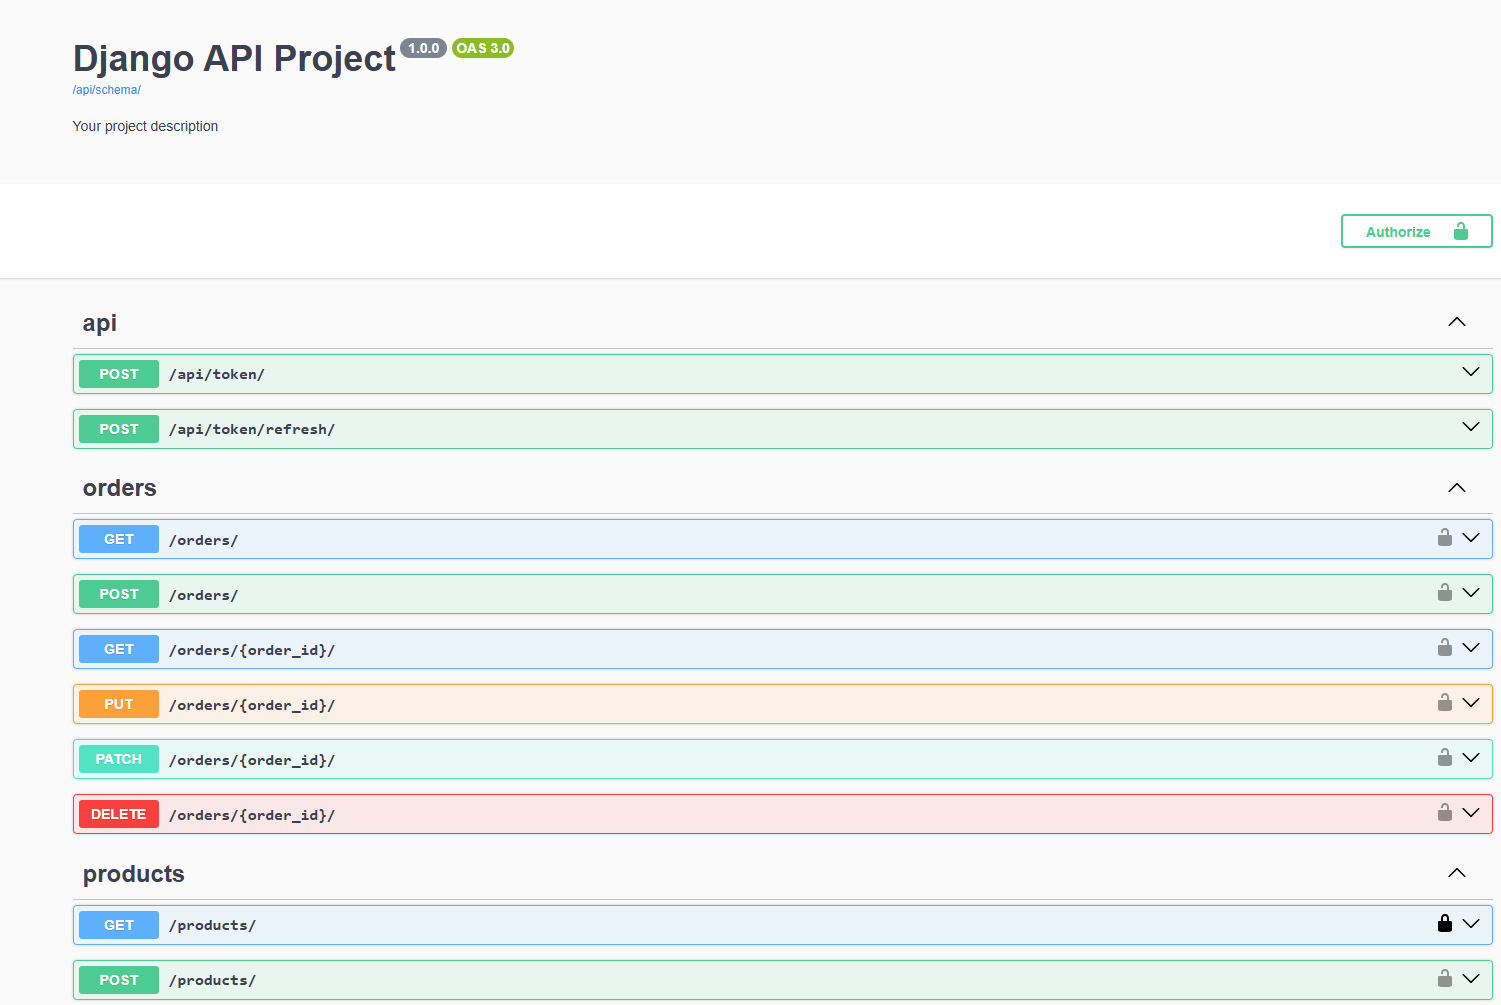 Django API Project 1.0.0 OAS 3.0
/api/schema/
Your project description
Authorize
api
POST /api/token/
POST /api/token/refresh/
orders
GET /orders/
POST /orders/
GET /orders/{order_id}/
PUT /orders/{order_id}/
PATCH /orders/{order_id}/
DELETE /orders/{order_id}/
products
GET /products/
POST /products/